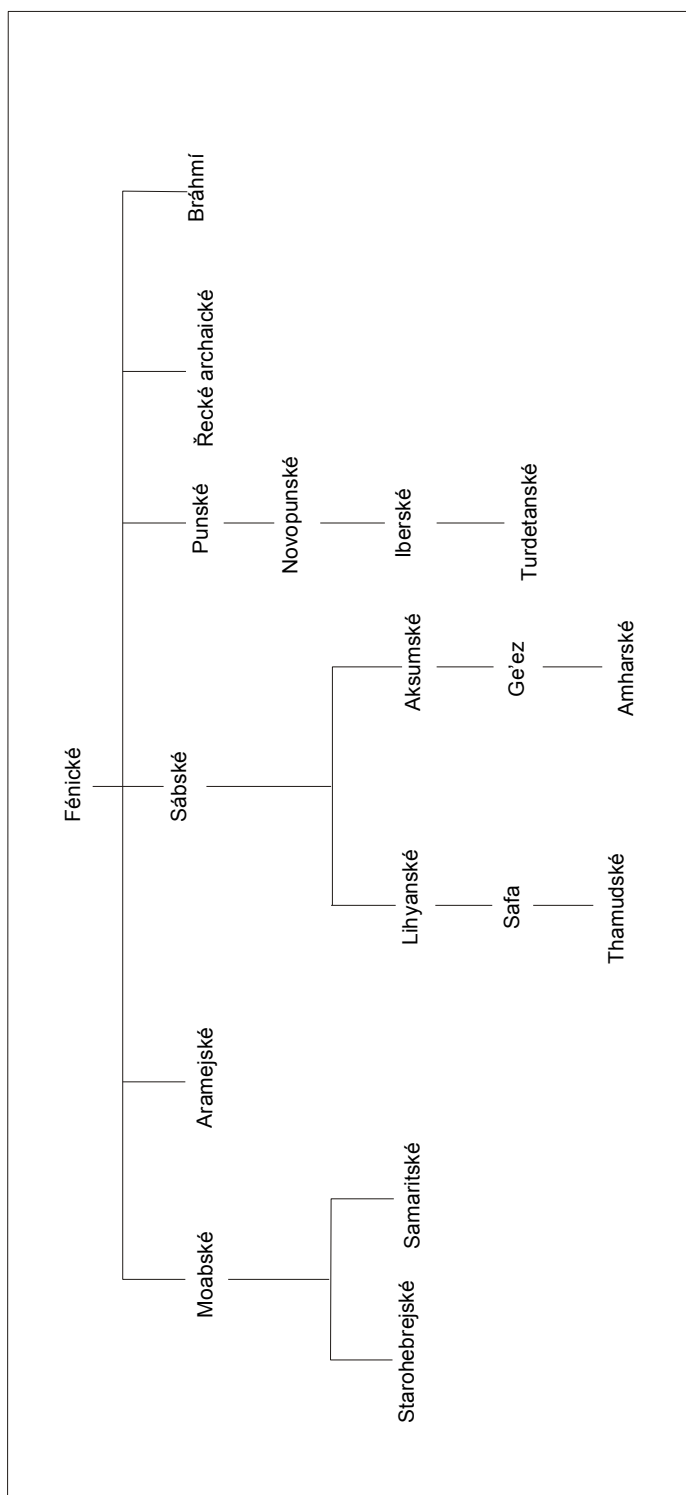 Fénické
Moabské
Aramejské
Sábské
Punské
Řecké archaické
Bráhmí
Novopunské
Starohebrejské
Samaritské
Lihyanské
Aksumské
Iberské
Safa
Ge'ez
Turdetanské
Thamudské
Amharské